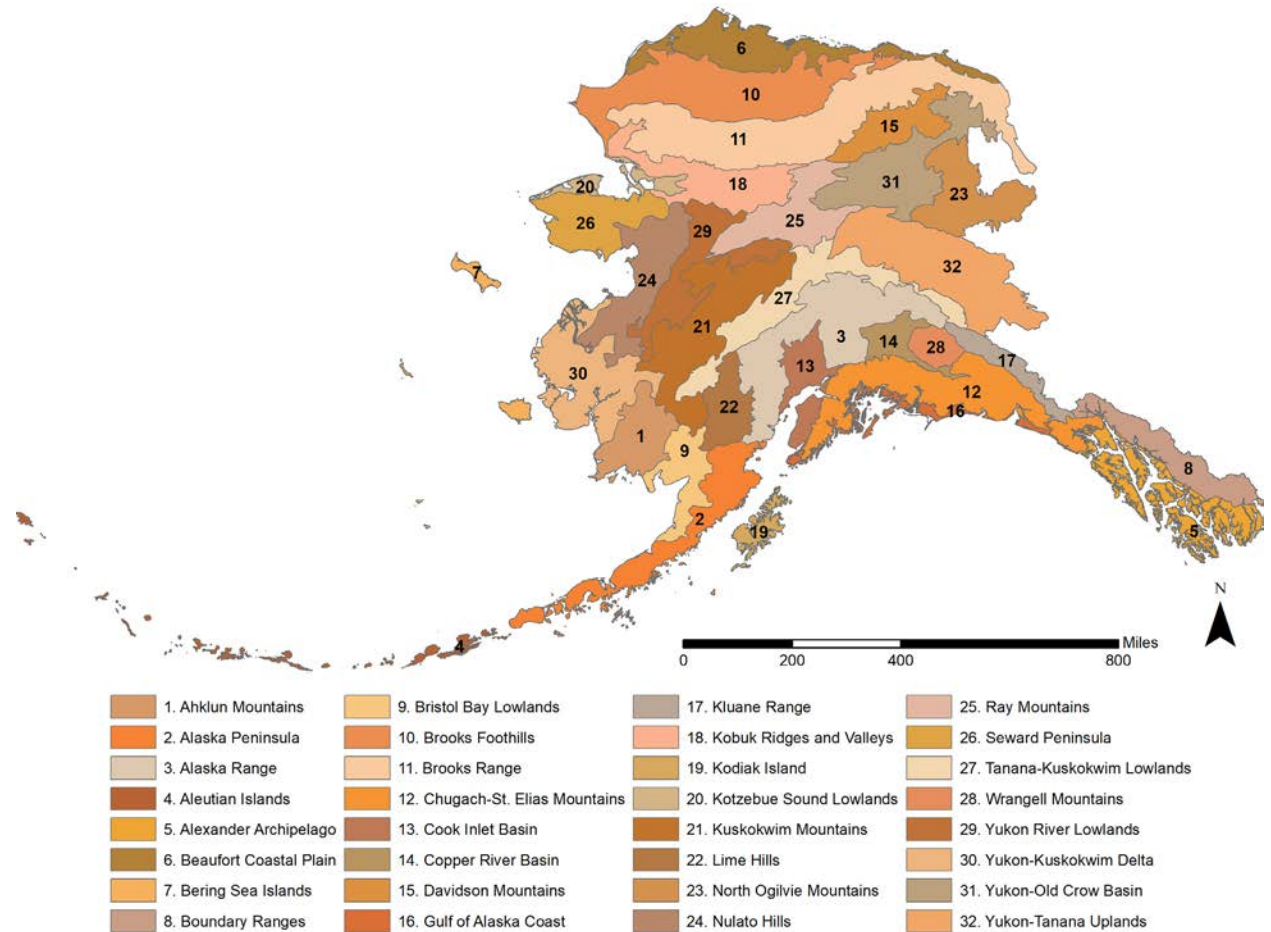 6
10
15
11
31
20
18
23
26
29
25
7
24
32
27
21
3
14
28
13
17
30
12
22
16
1
9
8
2
19
5
N
4
Miles
0 200 400 800
1. Ahklun Mountains
2. Alaska Peninsula
3. Alaska Range
4. Aleutian Islands
5. Alexander Archipelago
6. Beaufort Coastal Plain
7. Bering Sea Islands
8. Boundary Ranges
9. Bristol Bay Lowlands
10. Brooks Foothills
11. Brooks Range
12. Chugach-St. Elias Mountains
13. Cook Inlet Basin
14. Copper River Basin
15. Davidson Mountains
16. Gulf of Alaska Coast
17. Kluane Range
18. Kobuk Ridges and Valleys
19. Kodiak Island
20. Kotzebue Sound Lowlands
21. Kuskokwim Mountains
22. Lime Hills
23. North Ogilvie Mountains
24. Nulato Hills
25. Ray Mountains
26. Seward Peninsula
27. Tanana-Kuskokwim Lowlands
28. Wrangell Mountains
29. Yukon River Lowlands
30. Yukon-Kuskokwim Delta
31. Yukon-Old Crow Basin
32. Yukon-Tanana Uplands